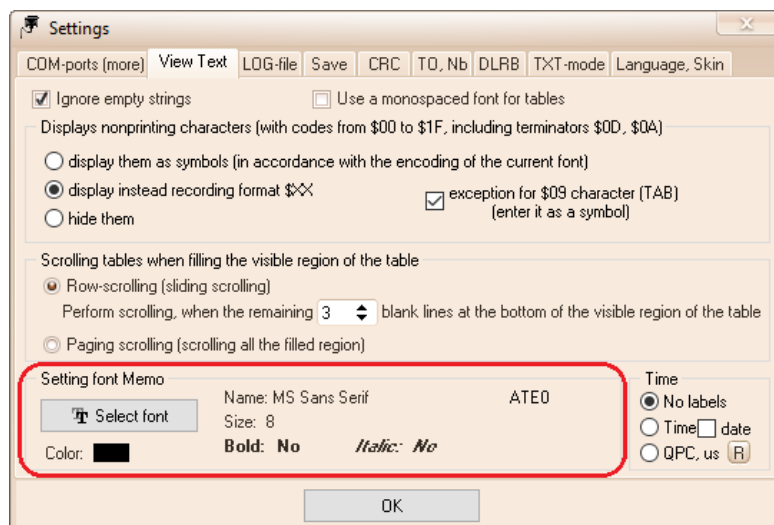 Settings
COM-ports (more) View Text LOG-file Save CRC TO, Nb DLRB TXT-mode Language, Skin
Ignore empty strings Use a monospaced font for tables
Displays nonprinting characters (with codes from $00 to $1F, including terminators $0D, $0A)
display them as symbols (in accordance with the encoding of the current font)
display instead recording format $XX
exception for $09 character (TAB)
(enter it as a symbol)
hide them
Scrolling tables when filling the visible region of the table
Row-scrolling (sliding scrolling)
Perform scrolling, when the remaining 3 blank lines at the bottom of the visible region of the table
Paging scrolling (scrolling all the filled region)
Setting font Memo
Select font
Name: MS Sans Serif ATE0
Size: 8
Color: Bold: No Italic: No
Time
No labels
Time date
QPC, us R
OK